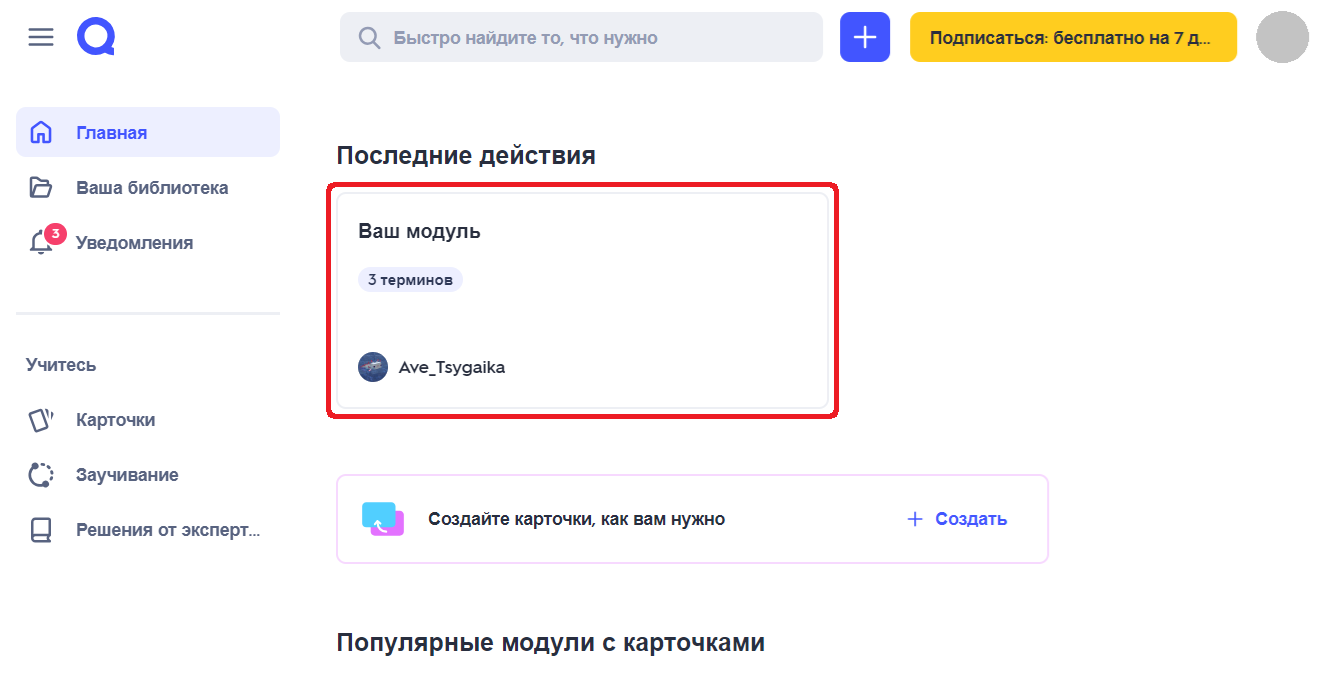 Быстро найдите то, что нужно
Подписаться: бесплатно на 7 д...
Главная
Ваша библиотека
3
Уведомления
Учитесь
Карточки
Заучивание
Решения от эксперт...
Последние действия
Ваш модуль
3 терминов
Ave_Tsygaika
Создайте карточки, как вам нужно
+ Создать
Популярные модули с карточками